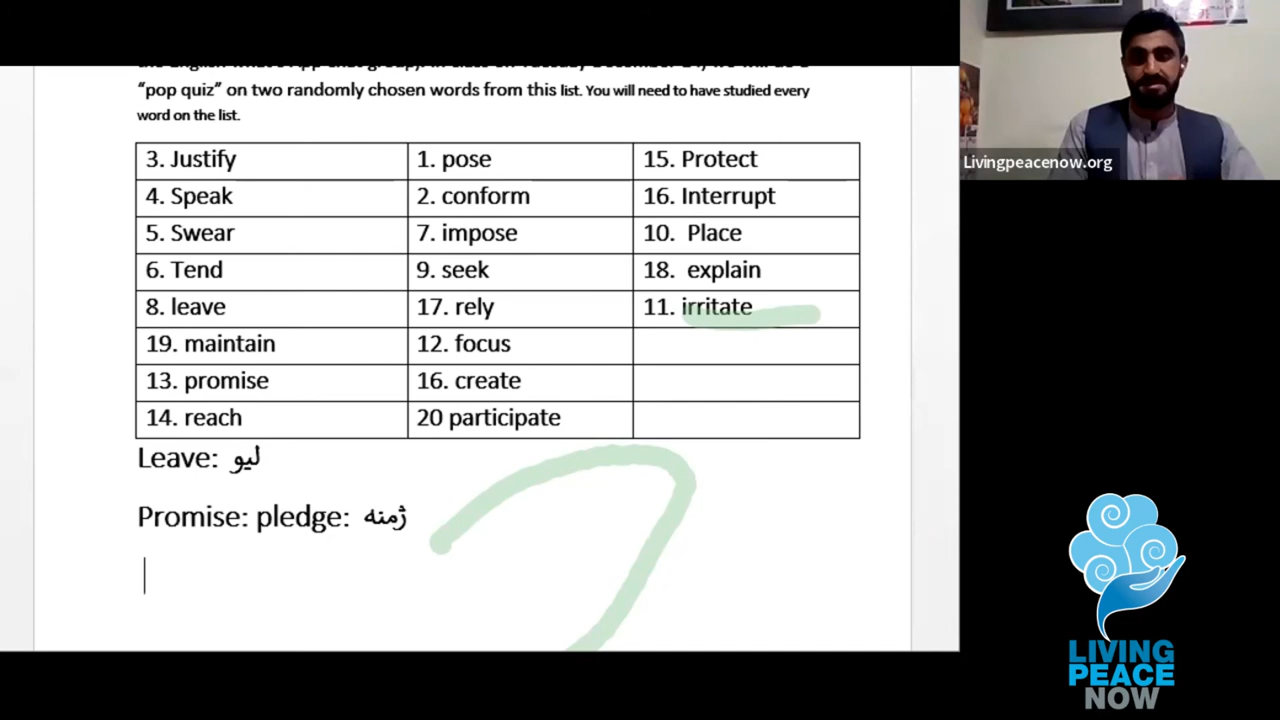 "pop quiz" on two randomly chosen words from this list. You will need to have studied every
word on the list.
3. Justify 1. pose 15. Protect
4. Speak 2. conform 16. Interrupt
5. Swear 7. impose 10. Place
6. Tend 9. seek 18. explain
8. leave 17. rely 11. irritate
19. maintain 12. focus
13. promise 16. create
14. reach 20 participate
Leave: ليو
Promise: pledge: ژمنه
Livingpeacenow.org
LIVING
PEACE
NOW